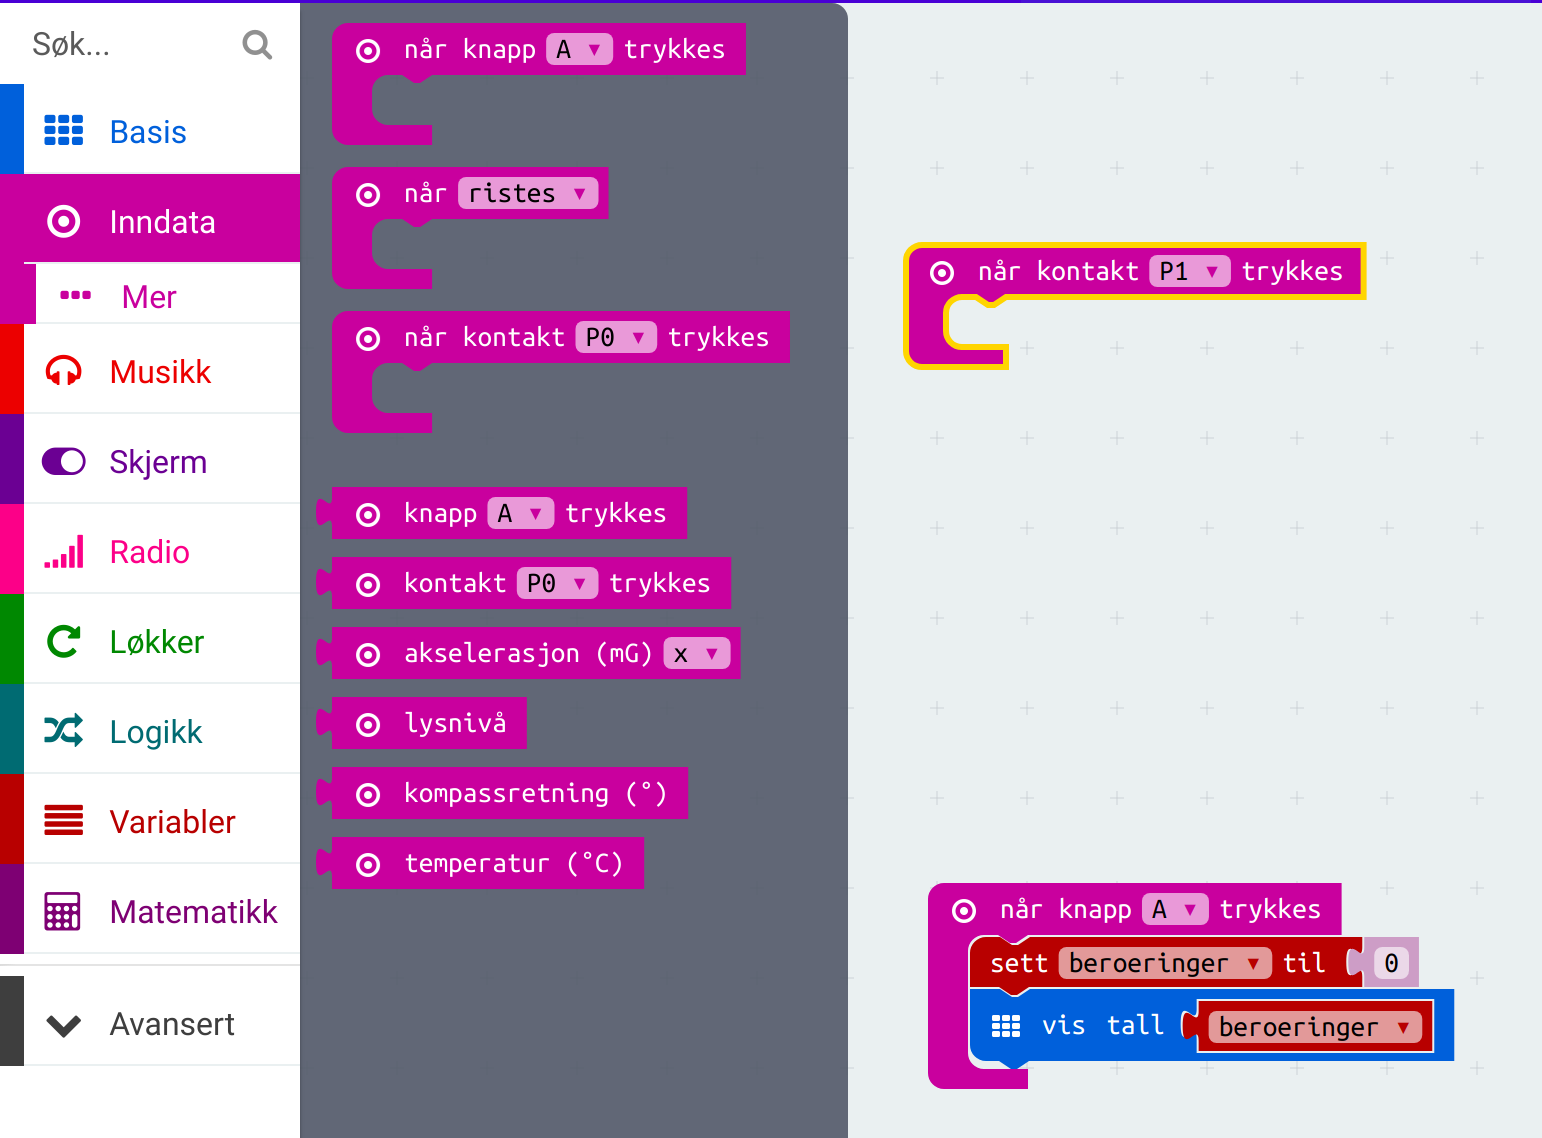 Søk...
Basis
Inndata
Mer
Musikk
Skjerm
Radio
Løkker
Logikk
Variabler
Matematikk
Avansert
når knapp A trykkes
når ristes
når kontakt P0 trykkes
knapp A trykkes
kontakt P0 trykkes
akselerasjon (mG) x
lysnivå
kompassretning (°)
temperatur (°C)
når kontakt P1 trykkes
når knapp A trykkes
sett beroeringer til 0
vis tall beroeringer